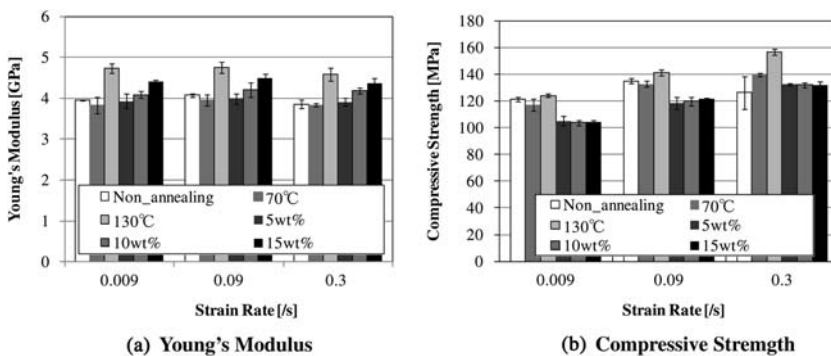 Young's Modulus [GPa]
6
5
4
3
2
1
0
Non_annealing
70℃
130℃
5wt%
10wt%
15wt%
0.009
0.09
0.3
Strain Rate [/s]
(a) Young's Modulus
Compressive Strength [MPa]
180
160
140
120
100
80
60
40
20
0
Non_annealing
70℃
130℃
5wt%
10wt%
15wt%
0.009
0.09
0.3
Strain Rate [/s]
(b) Compressive Stremgth